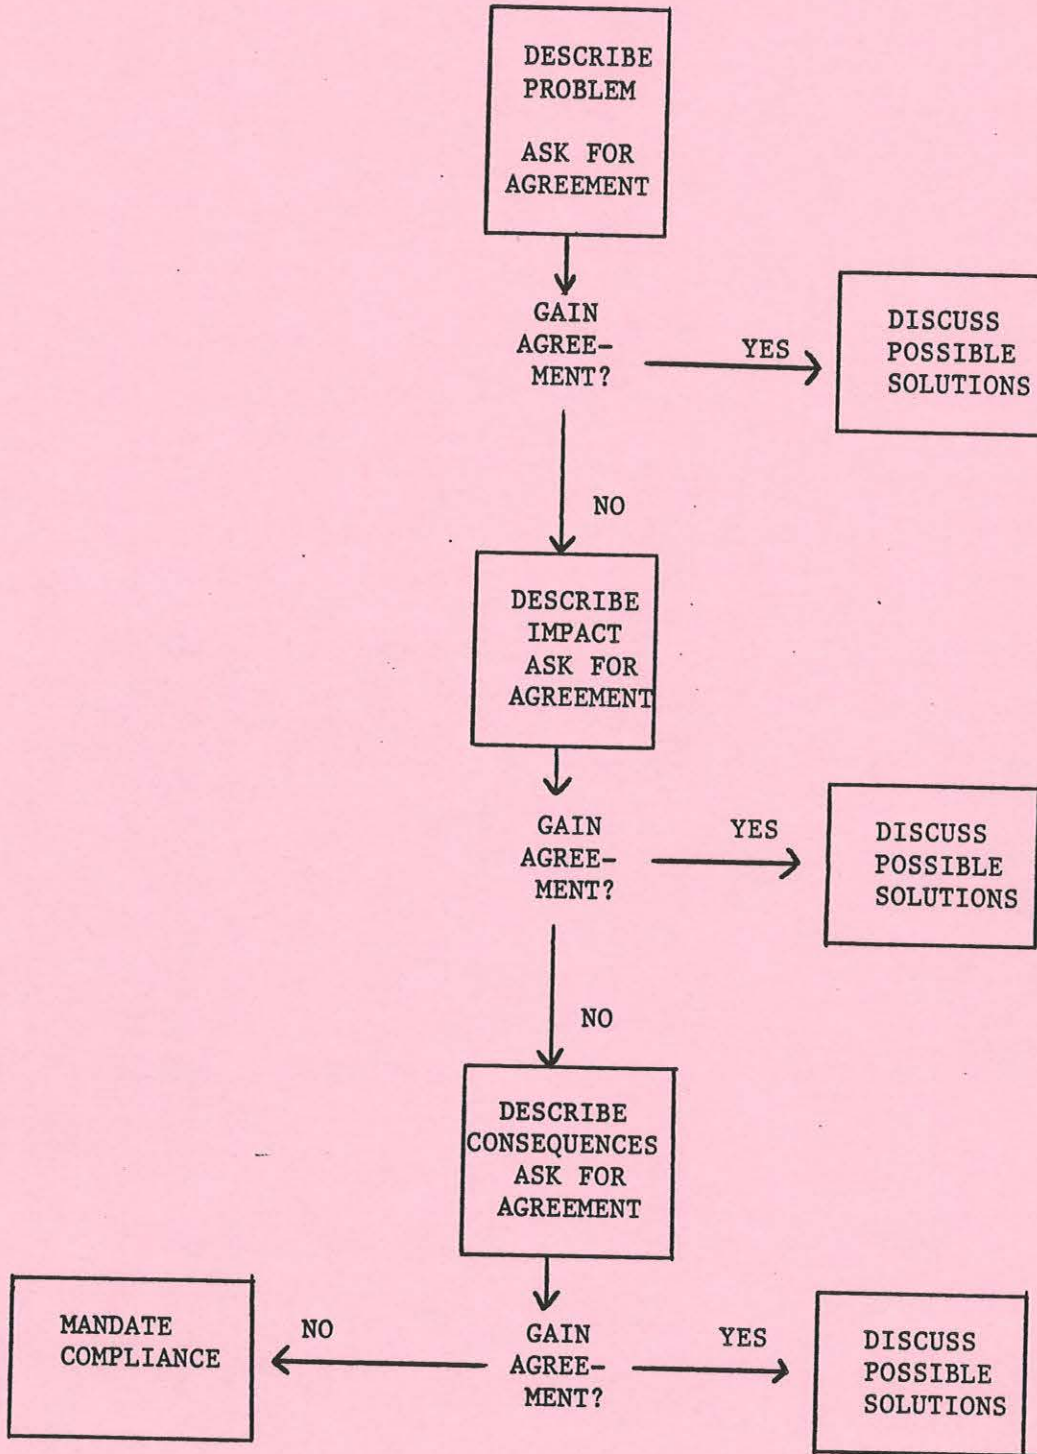 DESCRIBE
PROBLEM
ASK FOR
AGREEMENT
GAIN
AGREE-
MENT?
YES
DISCUSS
POSSIBLE
SOLUTIONS
NO
DESCRIBE
IMPACT
ASK FOR
AGREEMENT
GAIN
AGREE-
MENT?
YES
DISCUSS
POSSIBLE
SOLUTIONS
NO
DESCRIBE
CONSEQUENCES
ASK FOR
AGREEMENT
MANDATE
COMPLIANCE
NO
GAIN
AGREE-
MENT?
YES
DISCUSS
POSSIBLE
SOLUTIONS